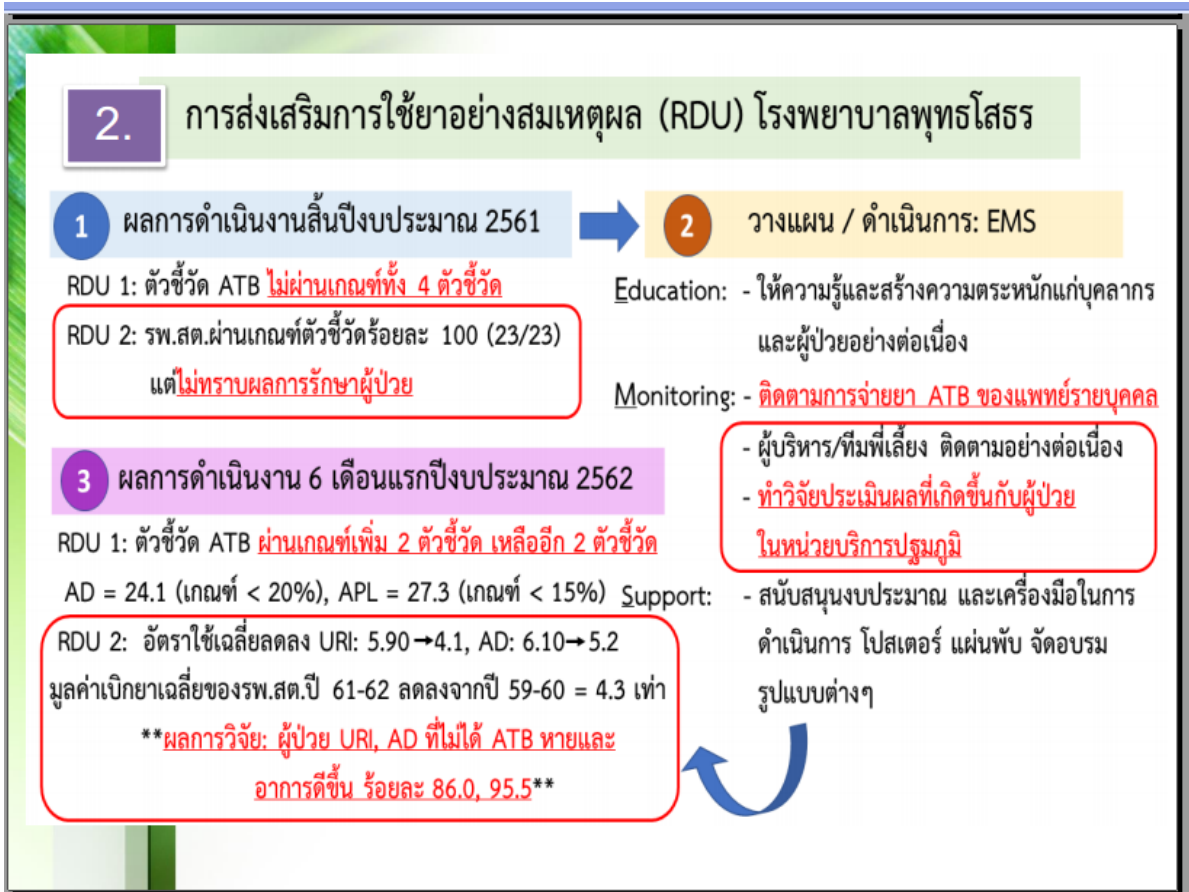 2.
การส่งเสริมการใช้ยาอย่างสมเหตุผล (RDU) โรงพยาบาลพุทธโสธร
1 ผลการดำเนินงานสิ้นปีงบประมาณ 2561
RDU 1: ตัวชี้วัด ATB ไม่ผ่านเกณฑ์ทั้ง 4 ตัวชี้วัด
RDU 2: รพ.สต.ผ่านเกณฑ์ตัวชี้วัดร้อยละ 100 (23/23)
แต่ไม่ทราบผลการรักษาผู้ป่วย
2 วางแผน / ดำเนินการ: EMS
Education: - ให้ความรู้และสร้างความตระหนักแก่บุคลากร
และผู้ป่วยอย่างต่อเนื่อง
Monitoring: - ติดตามการจ่ายยา ATB ของแพทย์รายบุคคล
- ผู้บริหาร/ทีมพี่เลี้ยง ติดตามอย่างต่อเนื่อง
- ทำวิจัยประเมินผลที่เกิดขึ้นกับผู้ป่วย
ในหน่วยบริการปฐมภูมิ
Support: - สนับสนุนงบประมาณ และเครื่องมือในการ
ดำเนินการ โปสเตอร์ แผ่นพับ จัดอบรม
รูปแบบต่างๆ
3 ผลการดำเนินงาน 6 เดือนแรกปีงบประมาณ 2562
RDU 1: ตัวชี้วัด ATB ผ่านเกณฑ์เพิ่ม 2 ตัวชี้วัด เหลืออีก 2 ตัวชี้วัด
AD = 24.1 (เกณฑ์ < 20%), APL = 27.3 (เกณฑ์ < 15%)
RDU 2: อัตราใช้เฉลี่ยลดลง URI: 5.90→4.1, AD: 6.10→5.2
มูลค่าเบิกยาเฉลี่ยของรพ.สต.ปี 61-62 ลดลงจากปี 59-60 = 4.3 เท่า
**ผลการวิจัย: ผู้ป่วย URI, AD ที่ไม่ได้ ATB หายและ
อาการดีขึ้น ร้อยละ 86.0, 95.5**